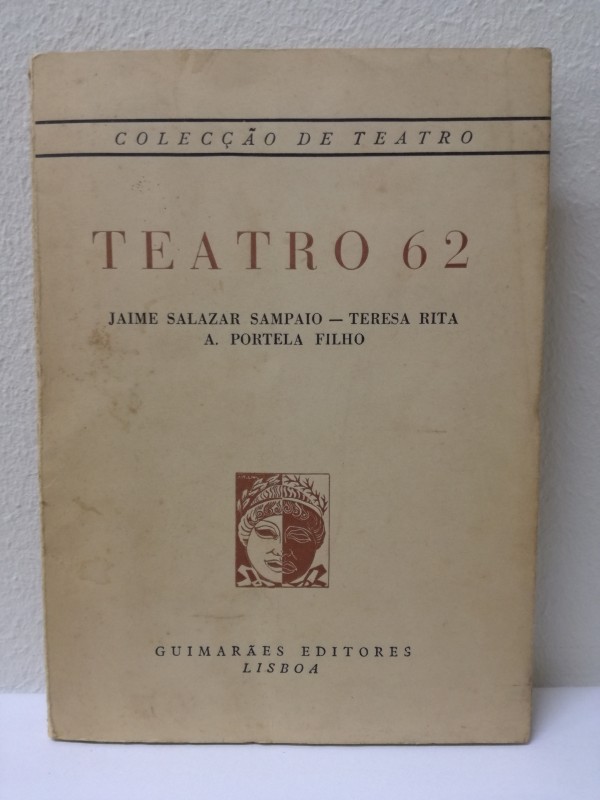 COLECÇÃO DE TEATRO
TEATRO 62
JAIME SALAZAR SAMPAIO — TERESA RITA
A. PORTELA FILHO
GUIMARÃES EDITORES
LISBOA